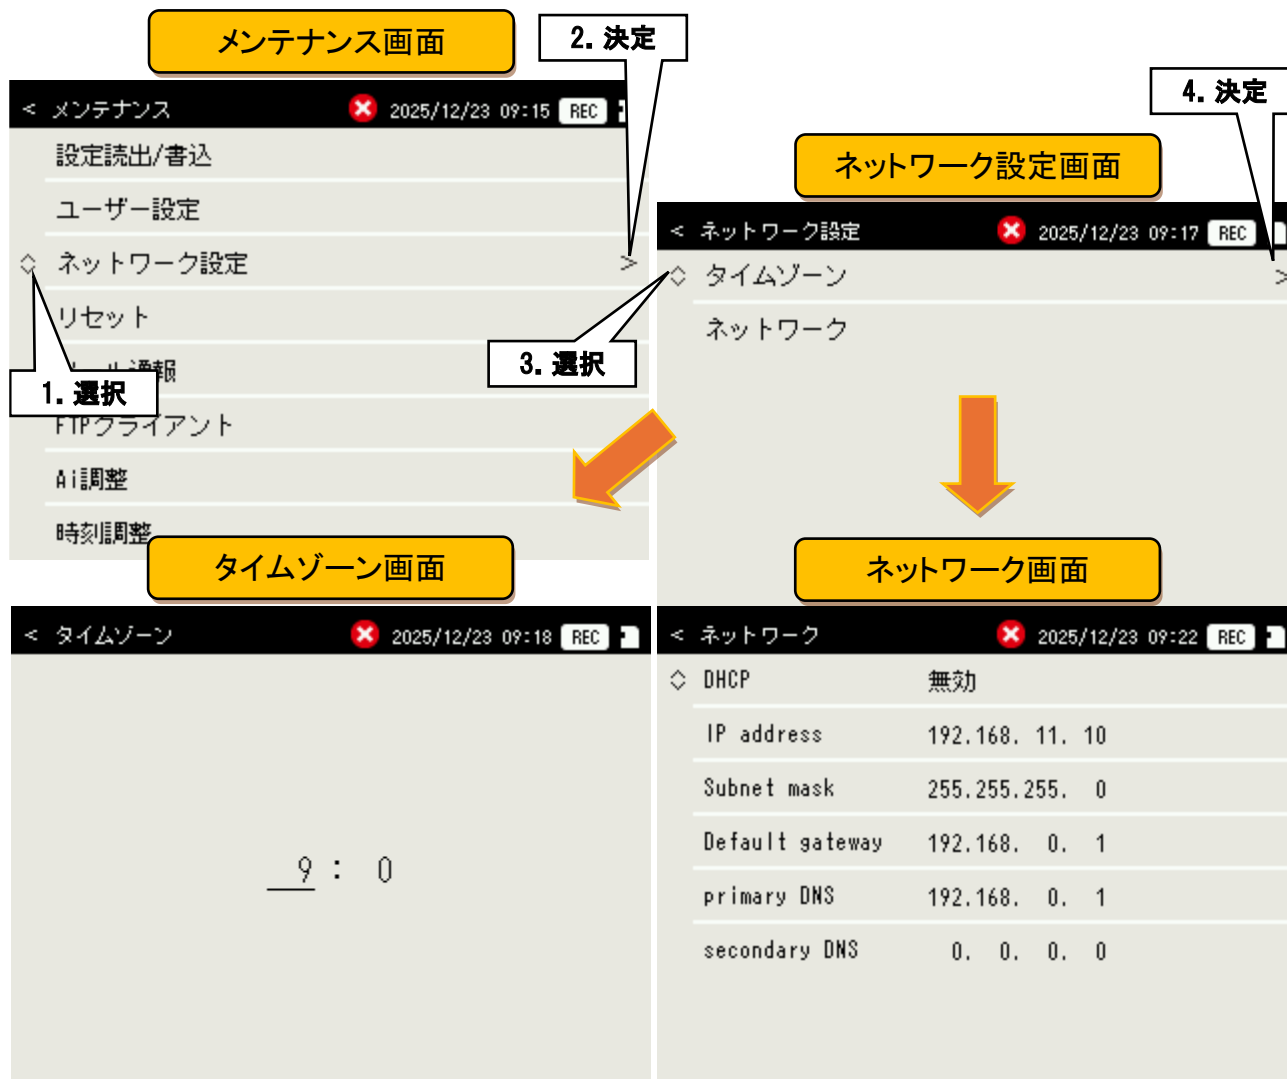 メンテナンス画面
2. 決定
< メンテナンス 2025/12/23 09:15 REC
設定読出/書込
ユーザー設定
ネットワーク設定 >
リセット
通報
1. 選択
FTPクライアント
Ai調整
時刻調整
4. 決定
ネットワーク設定画面
< ネットワーク設定 2025/12/23 09:17 REC
タイムゾーン >
ネットワーク
3. 選択
タイムゾーン画面
< タイムゾーン 2025/12/23 09:18 REC
9 : 0
ネットワーク画面
< ネットワーク 2025/12/23 09:22 REC
DHCP 無効
IP address 192.168. 11. 10
Subnet mask 255.255.255. 0
Default gateway 192.168. 0. 1
primary DNS 192.168. 0. 1
secondary DNS 0. 0. 0. 0